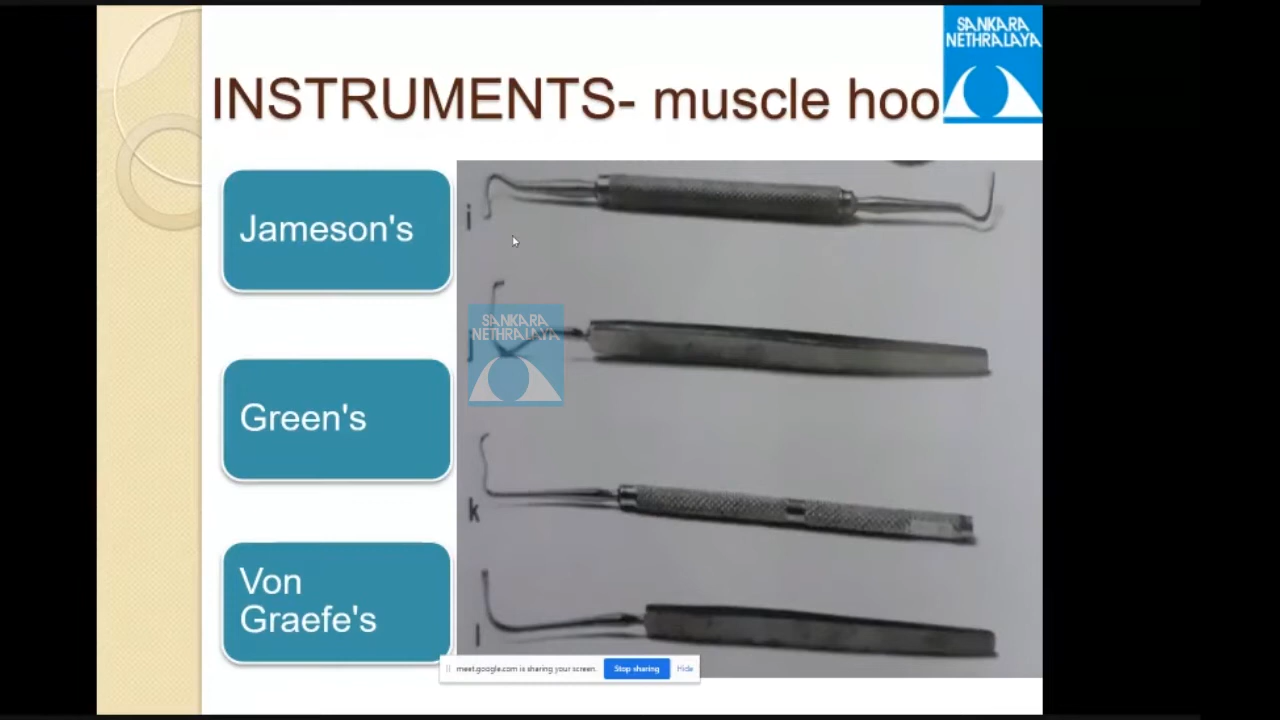 SANKARA
NETHRALAYA
INSTRUMENTS- muscle hoo
Jameson's
Green's
Von
Graefe's
i
SANKARA
NETHRALAYA
j
k
l
meet.google.com is sharing your screen.
Stop sharing
Hide